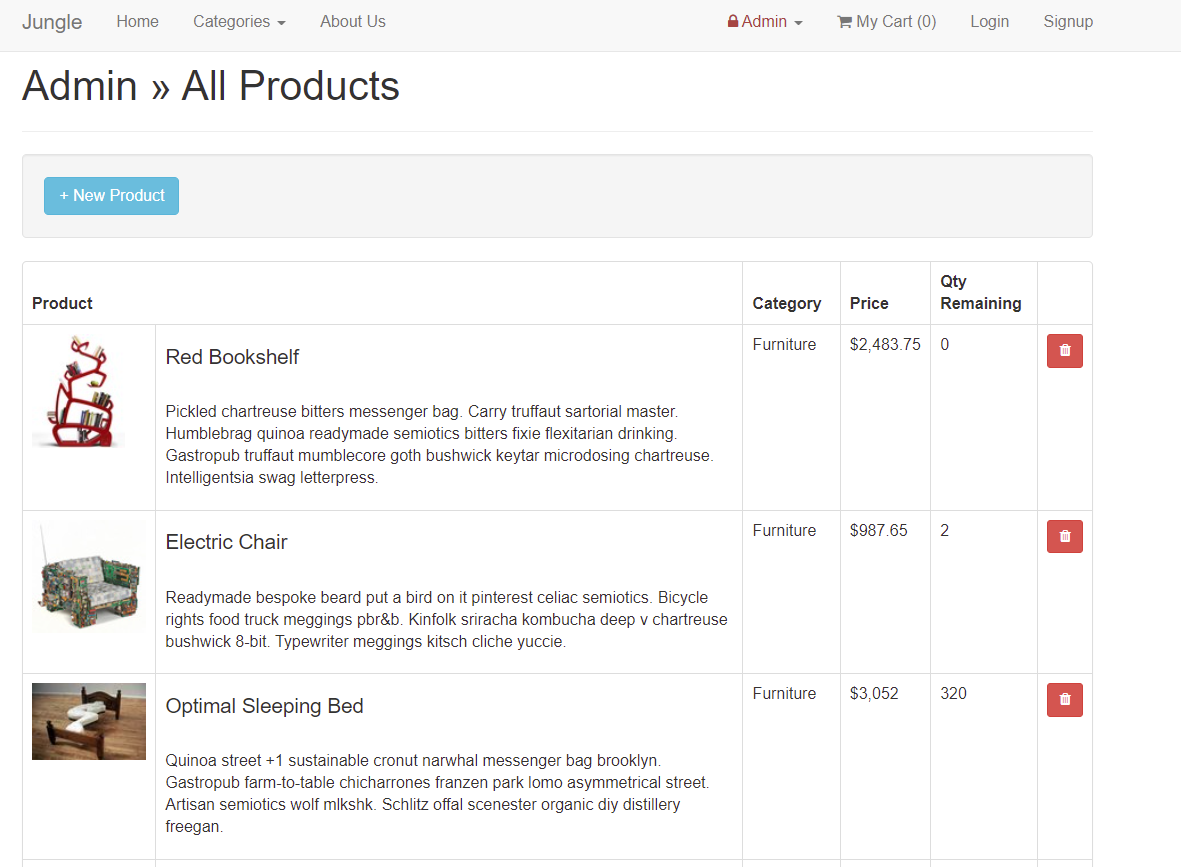 Jungle Home Categories About Us Admin My Cart (0) Login Signup
Admin » All Products
+ New Product
Product Category Price Qty Remaining
Red Bookshelf
Furniture $2,483.75 0
Pickled chartreuse bitters messenger bag. Carry truffaut sartorial master.
Humblebrag quinoa readymade semiotics bitters fixie flexitarian drinking.
Gastropub truffaut mumblecore goth bushwick keytar microdosing chartreuse.
Intelligentsia swag letterpress.
Electric Chair
Furniture $987.65 2
Readymade bespoke beard put a bird on it pinterest celiac semiotics. Bicycle
rights food truck meggings pbr&b. Kinfolk sriracha kombucha deep v chartreuse
bushwick 8-bit. Typewriter meggings kitsch cliche yuccie.
Optimal Sleeping Bed
Furniture $3,052 320
Quinoa street +1 sustainable cronut narwhal messenger bag brooklyn.
Gastropub farm-to-table chicharrones franzen park lomo asymmetrical street.
Artisan semiotics wolf mlkshk. Schlitz offal scenester organic diy distillery
freegan.